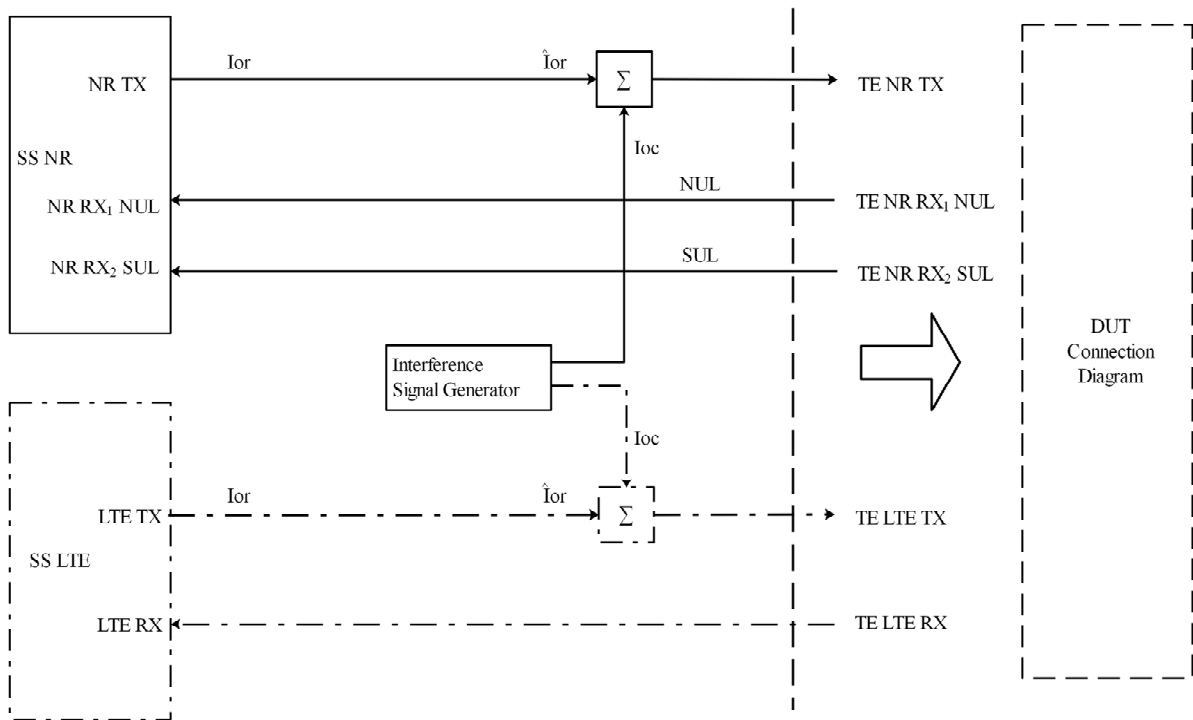 Ior
Îor
Σ
NR TX
TE NR TX
Ioc
SS NR
NUL
NR RX₁ NUL
TE NR RX₁ NUL
SUL
NR RX₂ SUL
TE NR RX₂ SUL
Interference
Signal Generator
DUT
Connection
Diagram
Ioc
Ior
Îor
LTE TX
Σ
TE LTE TX
SS LTE
LTE RX
TE LTE RX